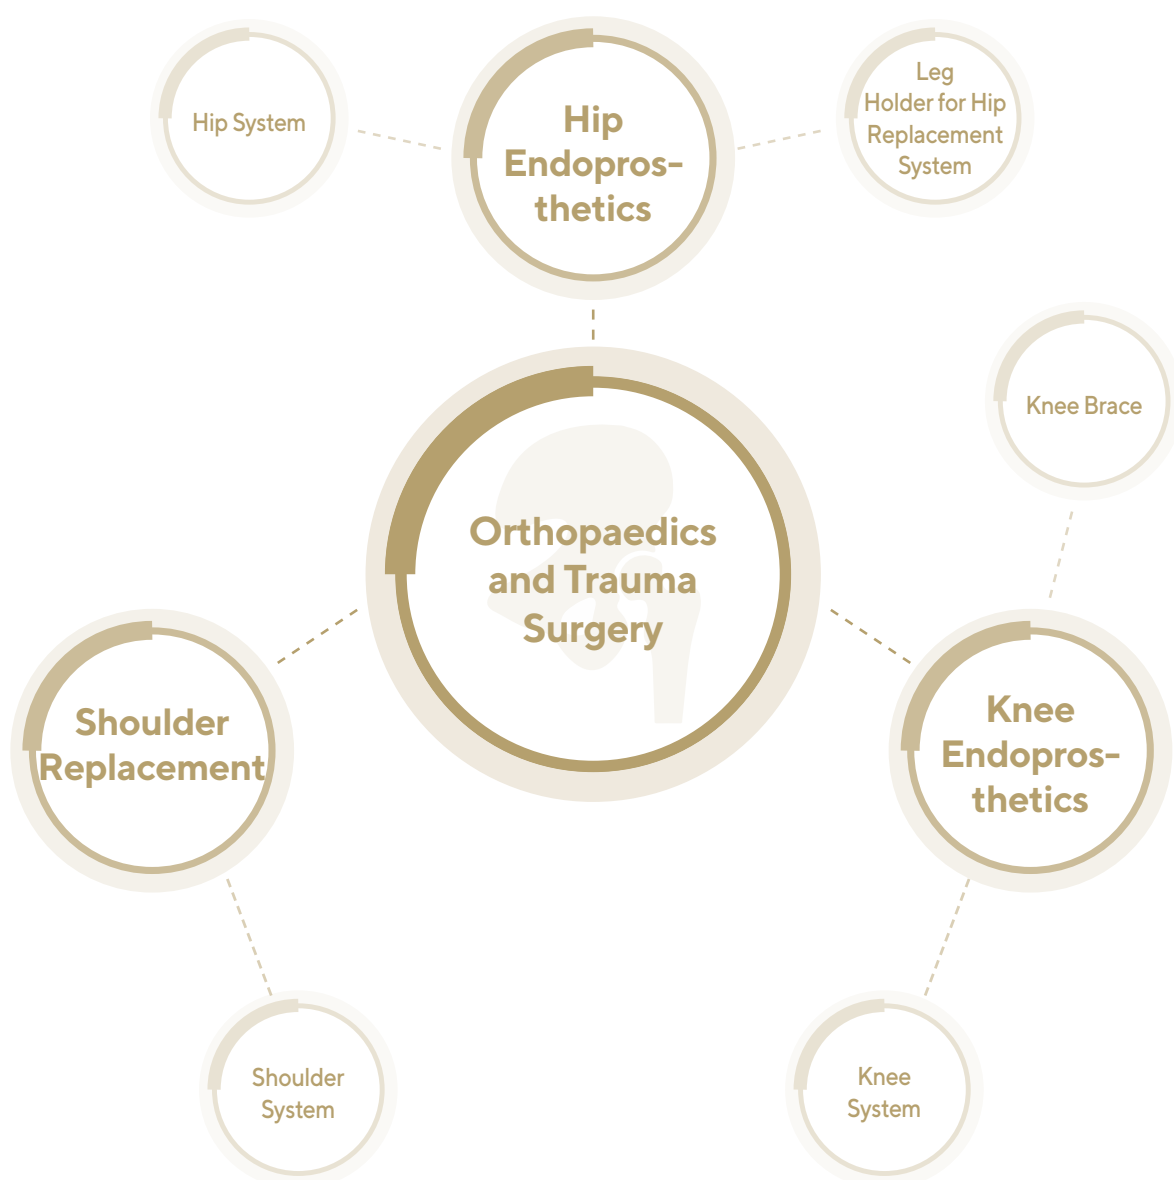 Hip System
Hip
Endopros-
thetics
Leg
Holder for Hip
Replacement
System
Knee Brace
Orthopaedics
and Trauma
Surgery
Shoulder
Replacement
Knee
Endopros-
thetics
Shoulder
System
Knee
System